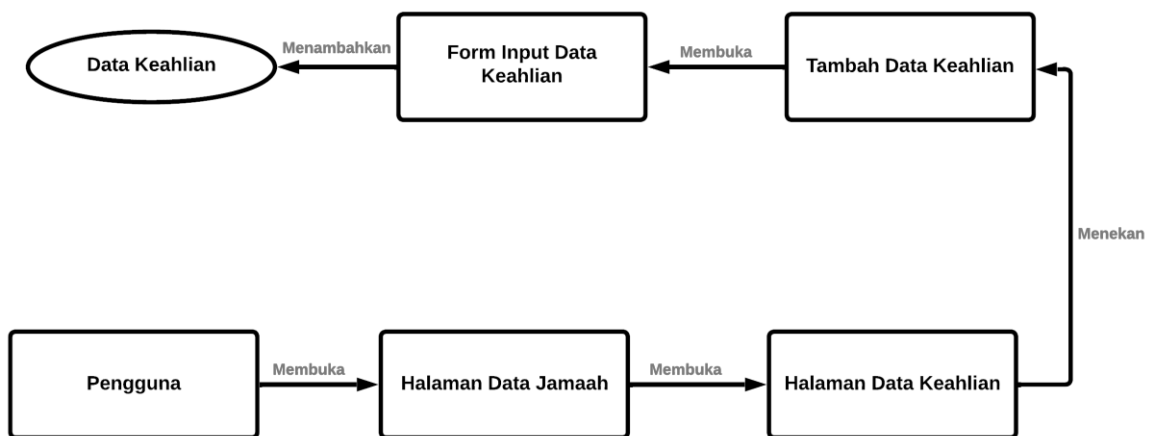 Data Keahlian
Menambahkan
Form Input Data
Keahlian
Membuka
Tambah Data Keahlian
Menekan
Pengguna
Membuka
Halaman Data Jamaah
Membuka
Halaman Data Keahlian